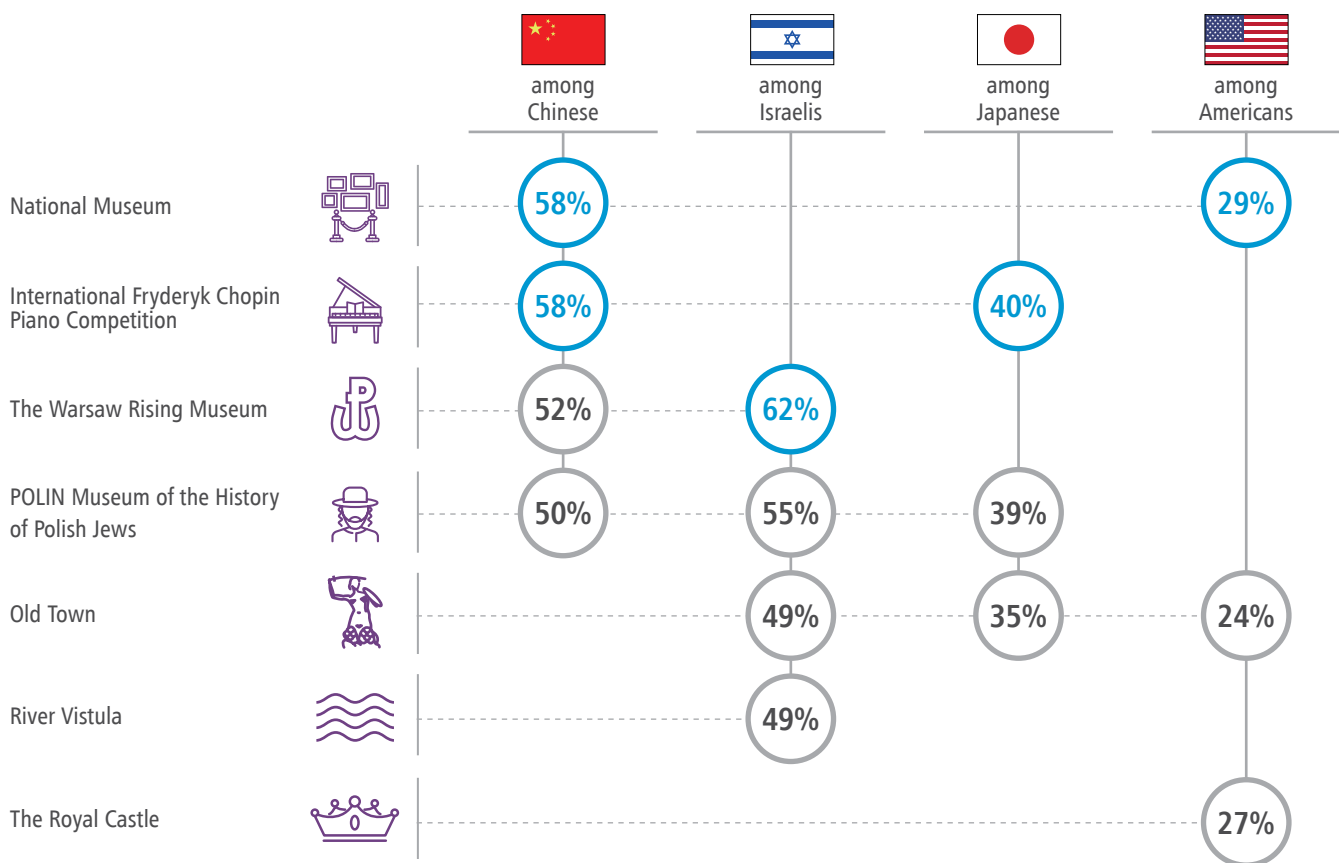 among
Chinese
among
Israelis
among
Japanese
among
Americans
National Museum
58%
29%
International Fryderyk Chopin
Piano Competition
58%
40%
The Warsaw Rising Museum
52%
62%
POLIN Museum of the History
of Polish Jews
50%
55%
39%
Old Town
49%
35%
24%
River Vistula
49%
The Royal Castle
27%